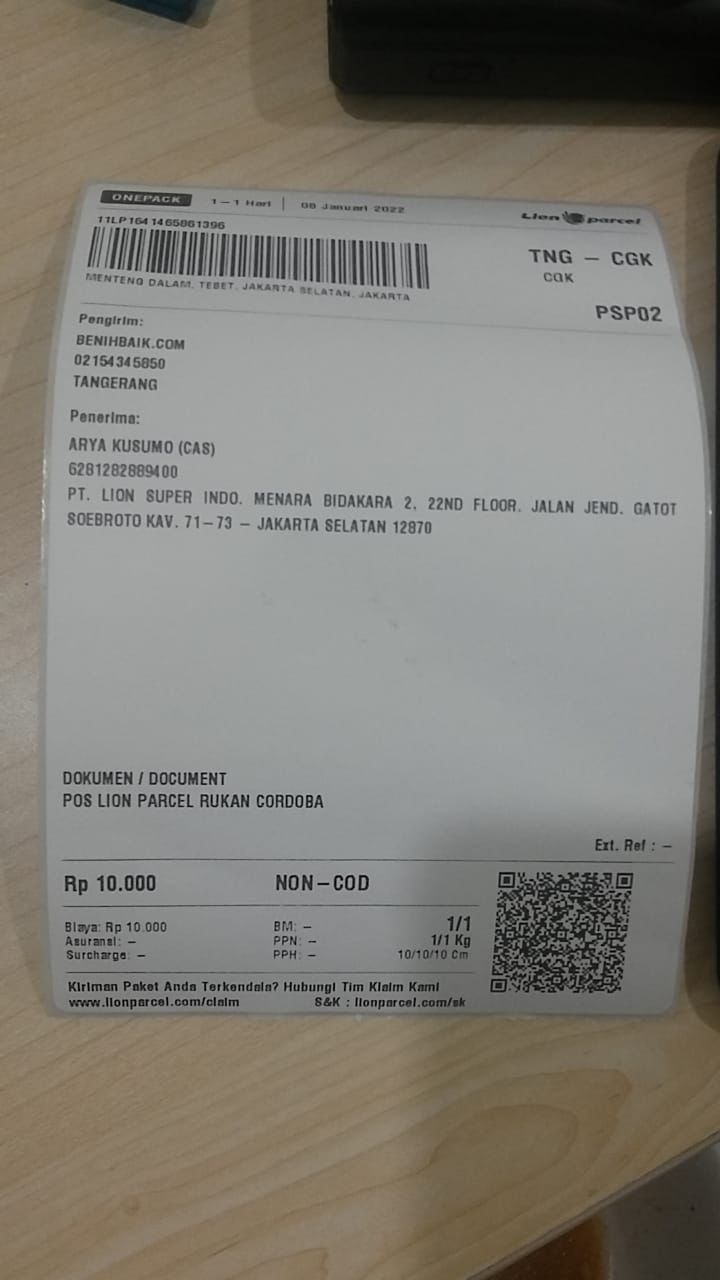 ONEPACK 1-1 Hari | 08 Januari 2022 Lion parcel
11LP1641465861396
TNG - CGK
CGK
MENTENG DALAM, TEBET, JAKARTA SELATAN, JAKARTA
PSP02
Pengirim:
BENIHBAIK.COM
02154345850
TANGERANG
Penerima:
ARYA KUSUMO (CAS)
6281282889400
PT. LION SUPER INDO. MENARA BIDAKARA 2, 22ND FLOOR. JALAN JEND. GATOT
SOEBROTO KAV. 71-73 - JAKARTA SELATAN 12870
DOKUMEN / DOCUMENT
POS LION PARCEL RUKAN CORDOBA
Ext. Ref : -
Rp 10.000 NON-COD
Biaya: Rp 10.000 BM: - 1/1
Asuransi: - PPN: - 1/1 Kg
Surcharge: - PPH: - 10/10/10 Cm
Kiriman Paket Anda Terkendala? Hubungi Tim Klaim Kami
www.lionparcel.com/claim S&K : lionparcel.com/sk